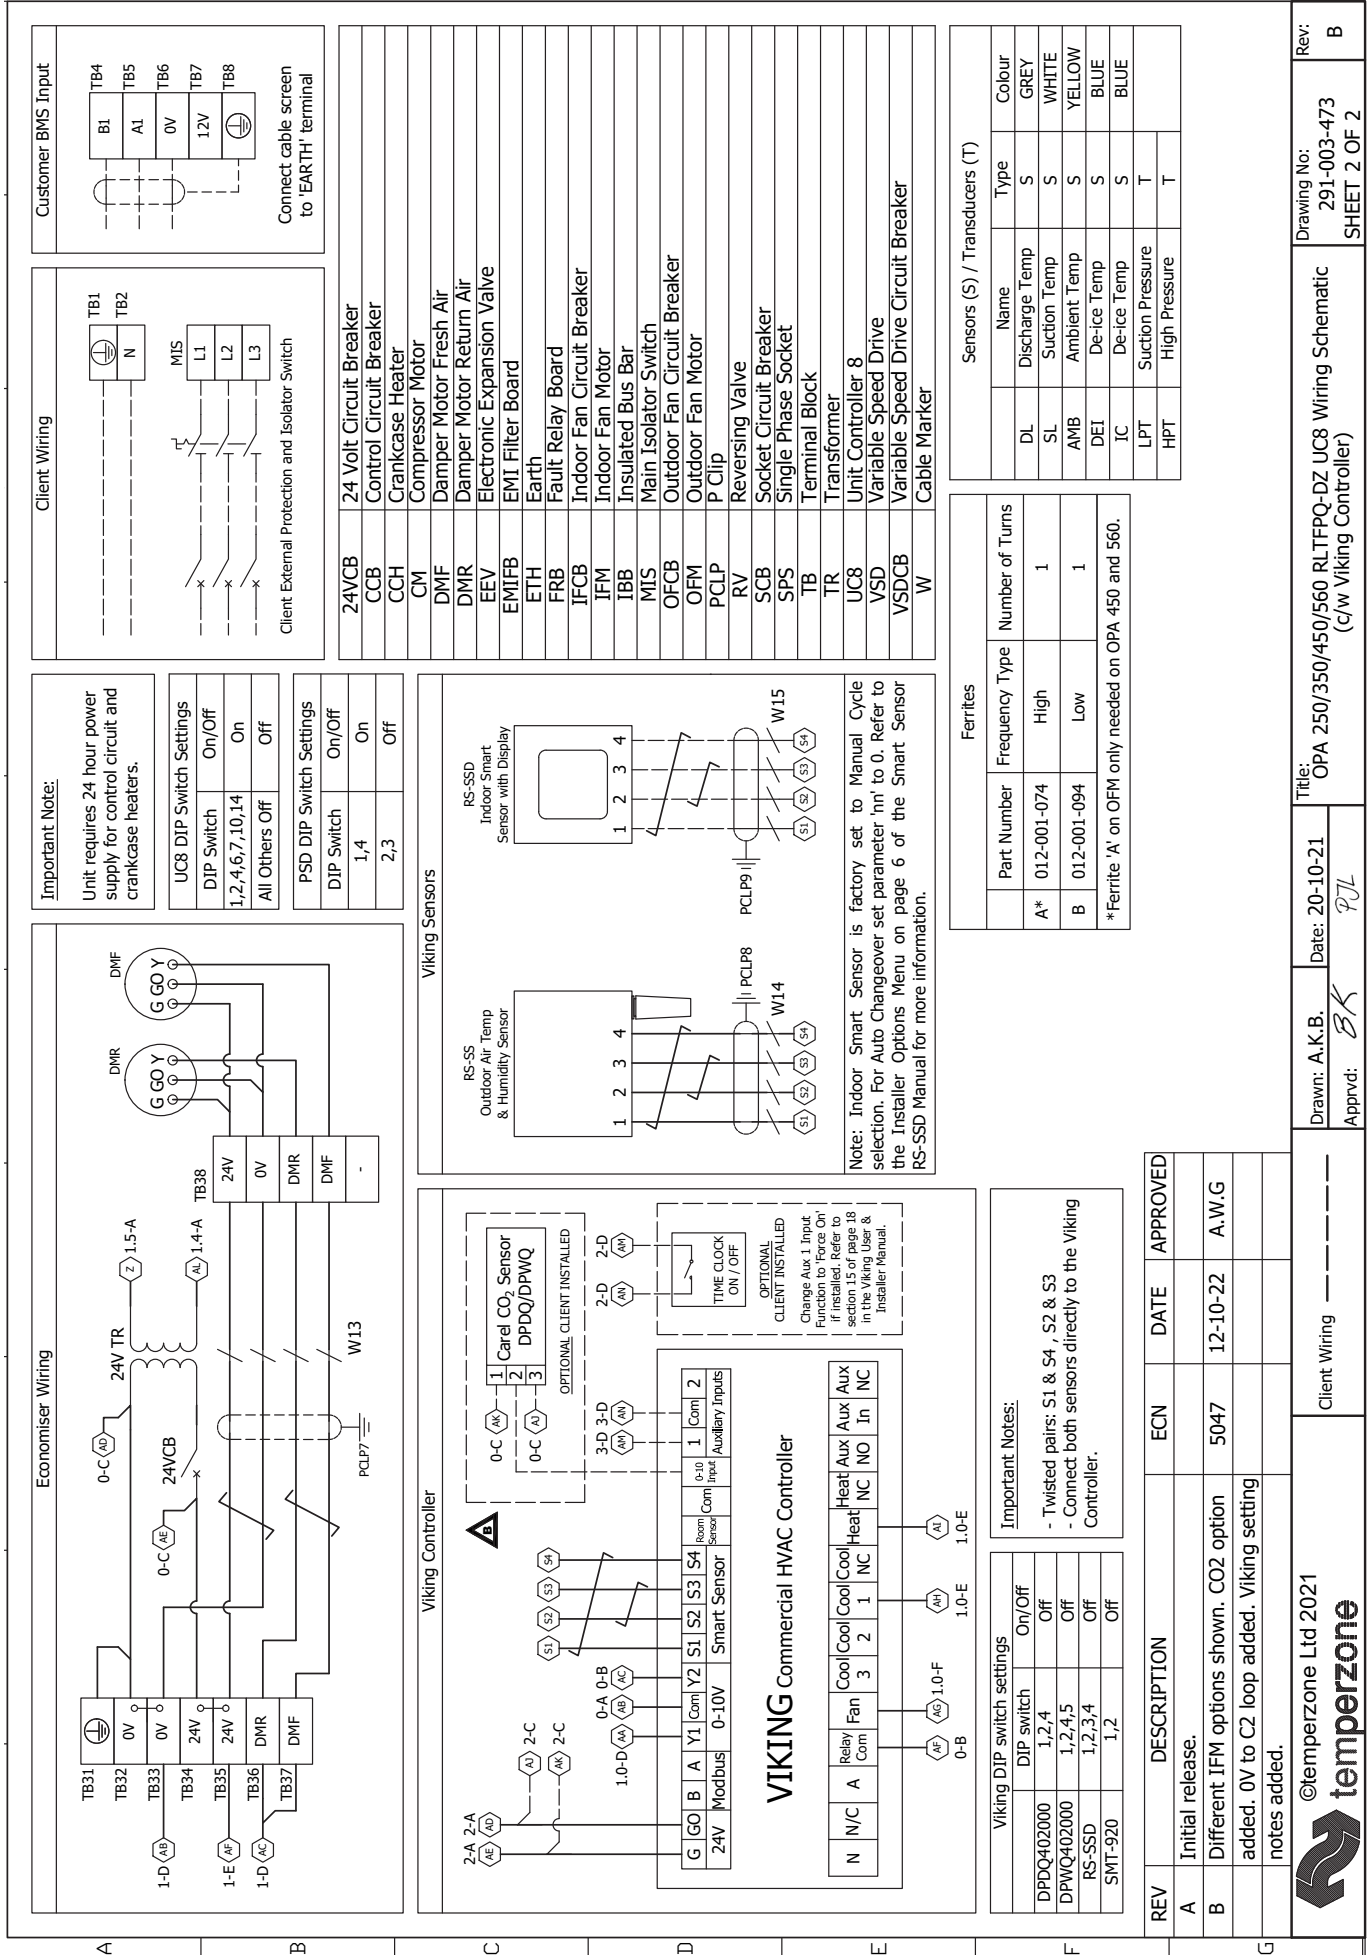 Economiser Wiring
TB31
TB32
0V
TB33
0V
TB34
24V
TB35
24V
TB36
DMR
TB37
DMF
1-D AB
1-E AF
1-D AC
0-C AD
0-C AE
24VCB
24V TR
Z 1.5-A
AL 1.4-A
PCLP7
W13
TB38
24V
0V
DMR
DMF
-
DMR
G GO Y
DMF
G GO Y
Important Note:
Unit requires 24 hour power
supply for control circuit and
crankcase heaters.
UC8 DIP Switch Settings
DIP Switch On/Off
1,2,4,6,7,10,14 On
All Others Off Off
PSD DIP Switch Settings
DIP Switch On/Off
1,4 On
2,3 Off
Client Wiring
TB1
N TB2
MIS
L1
L2
L3
Client External Protection and Isolator Switch
Customer BMS Input
B1 TB4
A1 TB5
0V TB6
12V TB7
TB8
Connect cable screen
to 'EARTH' terminal
Viking Controller
2-A 2-A
AE AD
AJ 2-C
AK 2-C
1.0-D 0-A 0-B
AA AB AC
S1 S2 S3 S4
B
0-C AK
0-C AJ
1
2
3
Carel CO2 Sensor
DPDQ/DPWQ
OPTIONAL CLIENT INSTALLED
3-D 3-D
AM AN
2-D 2-D
AN AM
TIME CLOCK
ON / OFF
OPTIONAL
CLIENT INSTALLED
Change Aux 1 Input
Function to 'Force On'
if installed. Refer to
section 15 of page 18
in the Viking User &
Installer Manual.
G GO B A Y1 Com Y2 S1 S2 S3 S4 Room Sensor Com 0-10 Input 1 Com 2
24V Modbus 0-10V Smart Sensor Auxiliary Inputs
VIKING Commercial HVAC Controller
N N/C A Relay Com Fan Cool 3 Cool 2 Cool 1 Cool NC Heat Heat NC Aux NO Aux In Aux NC
AF AG 1.0-F
0-B
AH AI
1.0-E 1.0-E
Viking Sensors
RS-SS
Outdoor Air Temp
& Humidity Sensor
1 2 3 4
PCLP8
W14
S1 S2 S3 S4
RS-SSD
Indoor Smart
Sensor with Display
1 2 3 4
PCLP9
W15
S1 S2 S3 S4
Note: Indoor Smart Sensor is factory set to Manual Cycle
selection. For Auto Changeover set parameter 'nn' to 0. Refer to
the Installer Options Menu on page 6 of the Smart Sensor
RS-SSD Manual for more information.
24VCB 24 Volt Circuit Breaker
CCB Control Circuit Breaker
CCH Crankcase Heater
CM Compressor Motor
DMF Damper Motor Fresh Air
DMR Damper Motor Return Air
EEV Electronic Expansion Valve
EMIFB EMI Filter Board
ETH Earth
FRB Fault Relay Board
IFCB Indoor Fan Circuit Breaker
IFM Indoor Fan Motor
IBB Insulated Bus Bar
MIS Main Isolator Switch
OFCB Outdoor Fan Circuit Breaker
OFM Outdoor Fan Motor
PCLP P Clip
RV Reversing Valve
SCB Socket Circuit Breaker
SPS Single Phase Socket
TB Terminal Block
TR Transformer
UC8 Unit Controller 8
VSD Variable Speed Drive
VSDCB Variable Speed Drive Circuit Breaker
W Cable Marker
Viking DIP switch settings
DIP switch On/Off
DPDQ402000 1,2,4 Off
DPWQ402000 1,2,4,5 Off
RS-SSD 1,2,3,4 Off
SMT-920 1,2 Off
Important Notes:
- Twisted pairs: S1 & S4 , S2 & S3
- Connect both sensors directly to the Viking
Controller.
Ferrites
Part Number Frequency Type Number of Turns
A* 012-001-074 High 1
B 012-001-094 Low 1
*Ferrite 'A' on OFM only needed on OPA 450 and 560.
Sensors (S) / Transducers (T)
Name Type Colour
DL Discharge Temp S GREY
SL Suction Temp S WHITE
AMB Ambient Temp S YELLOW
DEI De-ice Temp S BLUE
IC De-ice Temp S BLUE
LPT Suction Pressure T
HPT High Pressure T
REV DESCRIPTION ECN DATE APPROVED
A Initial release.
B Different IFM options shown. CO2 option 5047 12-10-22 A.W.G
added. 0V to C2 loop added. Viking setting
notes added.
©temperzone Ltd 2021
temperzone
Client Wiring
Drawn: A.K.B.
Date: 20-10-21
Apprvd: BK PJL
Title:
OPA 250/350/450/560 RLTFPQ-DZ UC8 Wiring Schematic
(c/w Viking Controller)
Drawing No:
291-003-473
SHEET 2 OF 2
Rev:
B
A
B
C
D
E
F
G